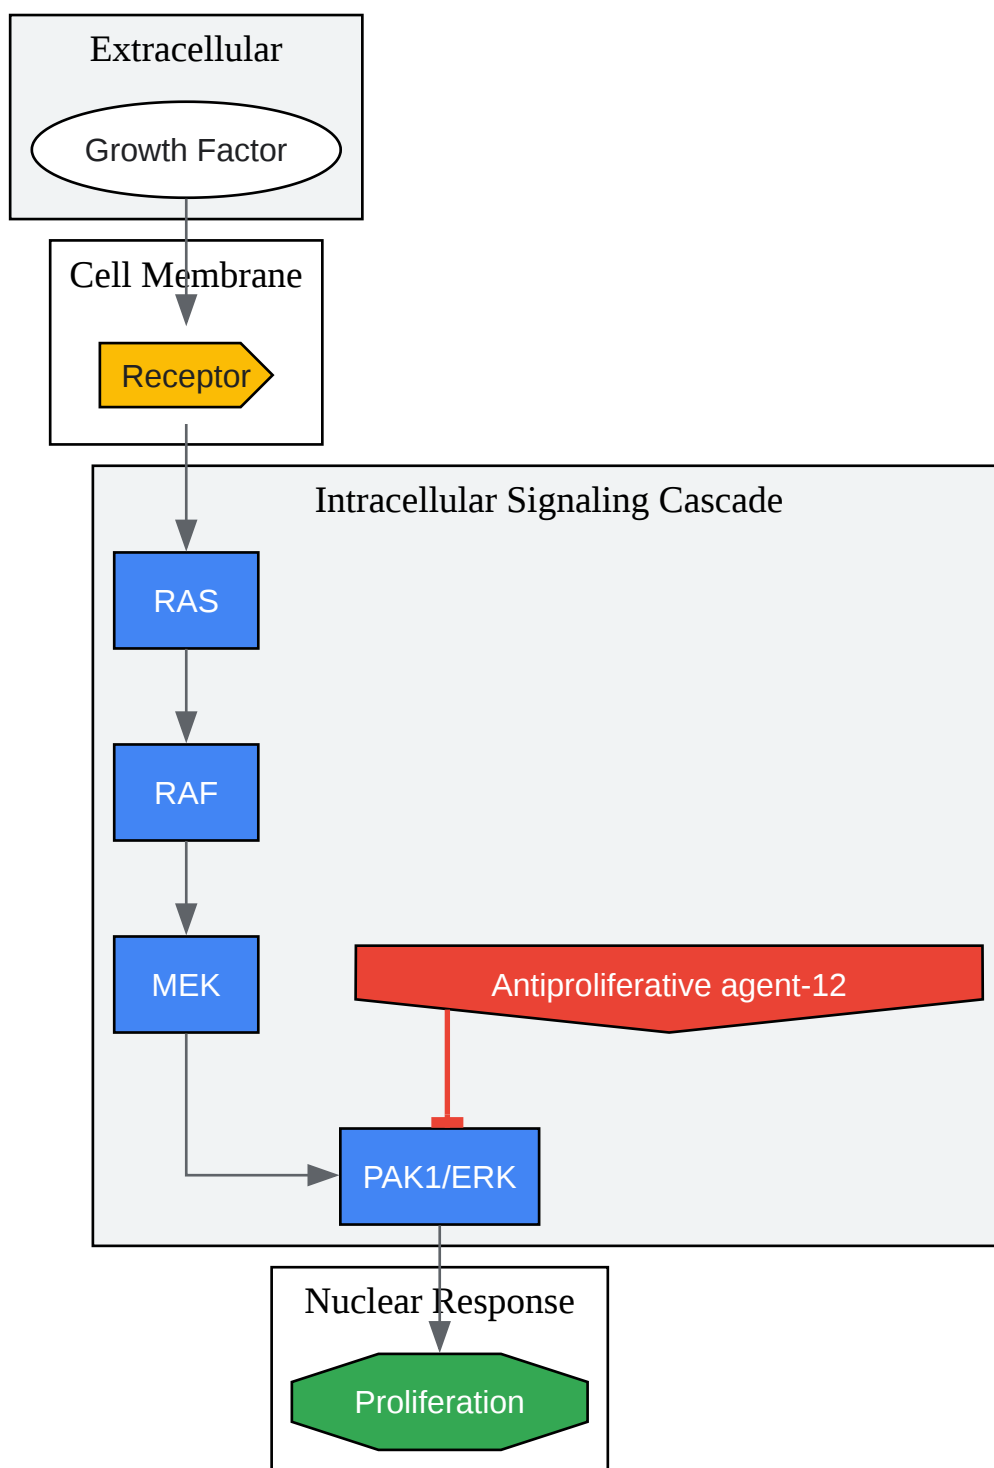 Extracellular
Growth Factor
Cell Membrane
Receptor
Intracellular Signaling Cascade
RAS
RAF
MEK
Antiproliferative agent-12
PAK1/ERK
Nuclear Response
Proliferation